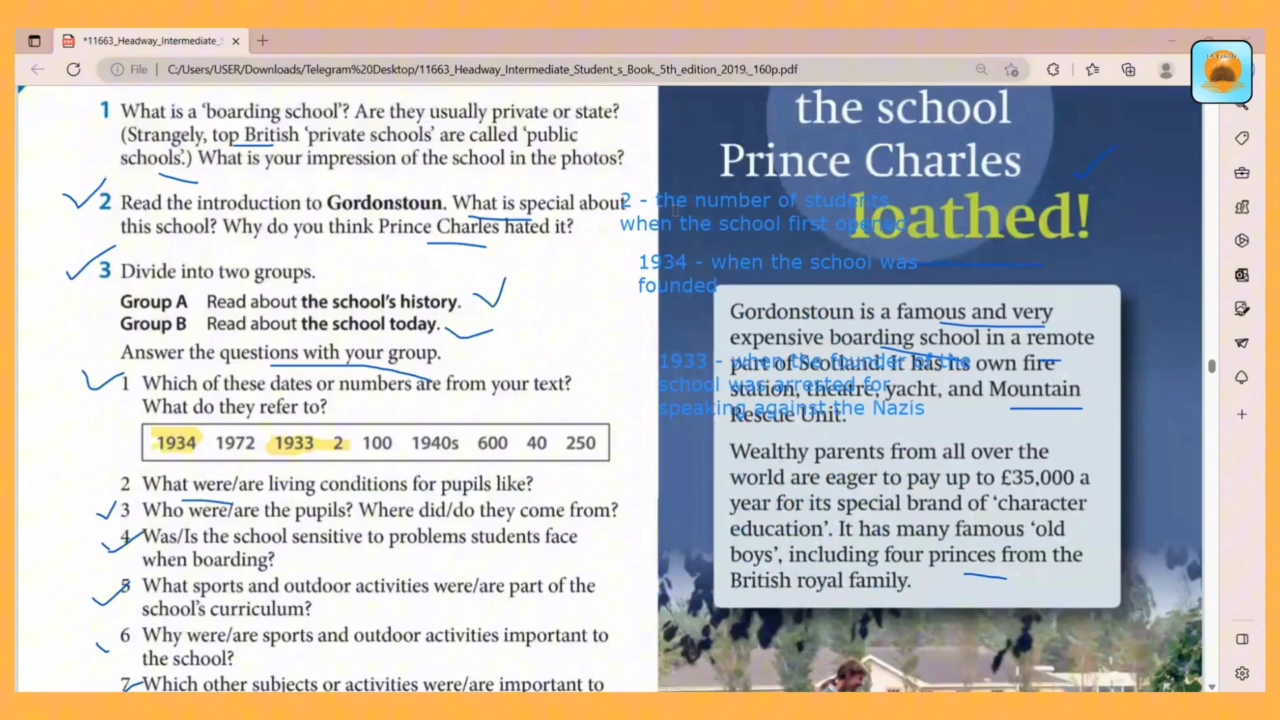 *11663_Headway_Intermediate_
File
C:/Users/USER/Downloads/Telegram%20Desktop/11663_Headway_Intermediate_Student_s_Book,_5th_edition_2019,_160p.pdf
1 What is a ‘boarding school’? Are they usually private or state?
(Strangely, top British ‘private schools’ are called ‘public
schools’.) What is your impression of the school in the photos?
2 Read the introduction to Gordonstoun. What is special about
this school? Why do you think Prince Charles hated it?
3 Divide into two groups.
Group A Read about the school’s history.
Group B Read about the school today.
Answer the questions with your group.
1 Which of these dates or numbers are from your text?
What do they refer to?
1934 1972 1933 2 100 1940s 600 40 250
2 What were/are living conditions for pupils like?
3 Who were/are the pupils? Where did/do they come from?
4 Was/Is the school sensitive to problems students face
when boarding?
5 What sports and outdoor activities were/are part of the
school’s curriculum?
6 Why were/are sports and outdoor activities important to
the school?
7 Which other subjects or activities were/are important to
the school
Prince Charles
loathed!
2 - the number of students
when the school first opened
1934 - when the school was
founded
1933 - when the founder of the
school was arrested for
speaking against the Nazis
Gordonstoun is a famous and very
expensive boarding school in a remote
part of Scotland. It has its own fire
station, theatre, yacht, and Mountain
Rescue Unit.
Wealthy parents from all over the
world are eager to pay up to £35,000 a
year for its special brand of ‘character
education’. It has many famous ‘old
boys’, including four princes from the
British royal family.